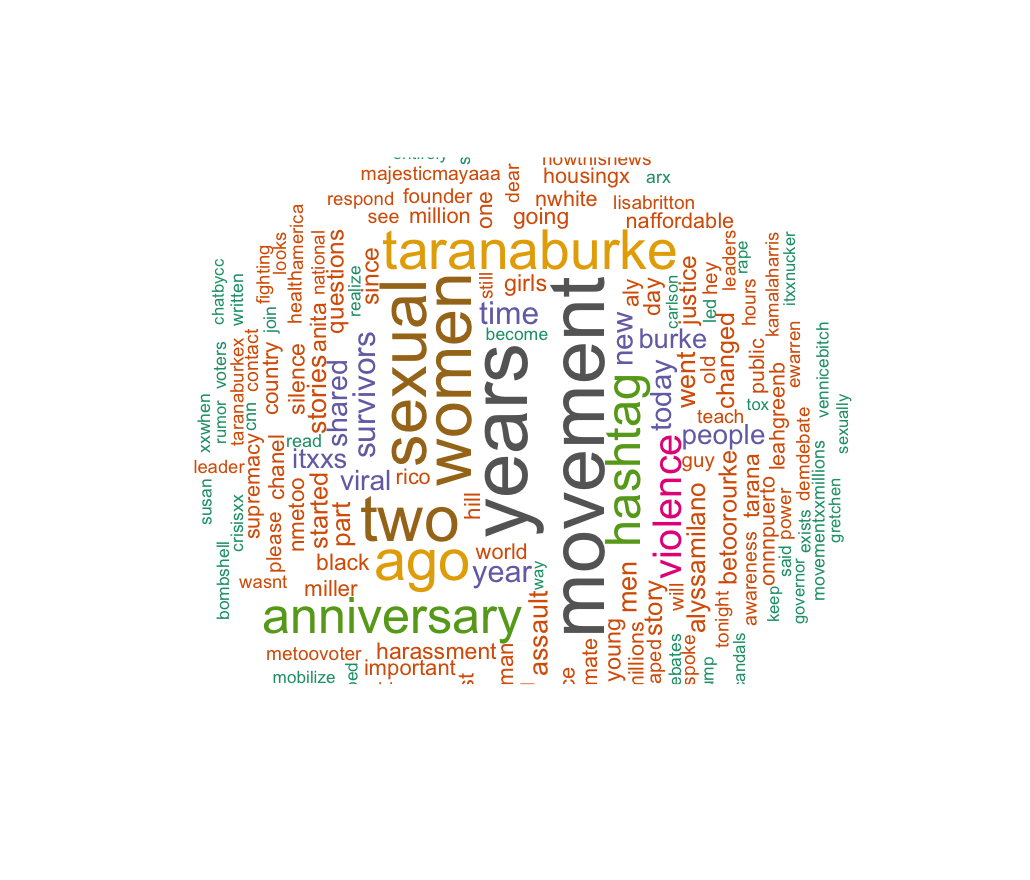 entirely
nowthisnews
majesticmayaaa
dear
housingx
arx
respond
founder
one
nwhite
lisabritton
see
million
going
naffordable
taranaburke
chatbycc
written
fighting
looks
healthamerica
national
questions
realize
since
sexual
women
still
girls
time
become
years
movement
aly
day
new
burke
carlson
justice
led
hey
leaders
rape
hours
kamalaharris
itxxnucker
xxwhen
rumor
voters
taranaburkex
cnn
contact
join
country
silence
stories
anita
shared
survivors
hashtag
today
went
old
changed
public
ewarren
vennicebitch
sexually
teach
tox
people
leahgreenb
demdebate
read
itxxs
leader
supremacy
chanel
viral
rico
guy
susan
crisisxx
please
nmetoo
started
part
two
hill
violence
alyssamilano
betoorourke
tarana
awareness
onnnpuerto
power
said
exists
movementxxmillions
gretchen
bombshell
wasnt
black
miller
ago
world
year
way
men
story
will
tonight
keep
governor
anniversary
assault
young
spoke
metoovoter
harassment
important
man
mobilize